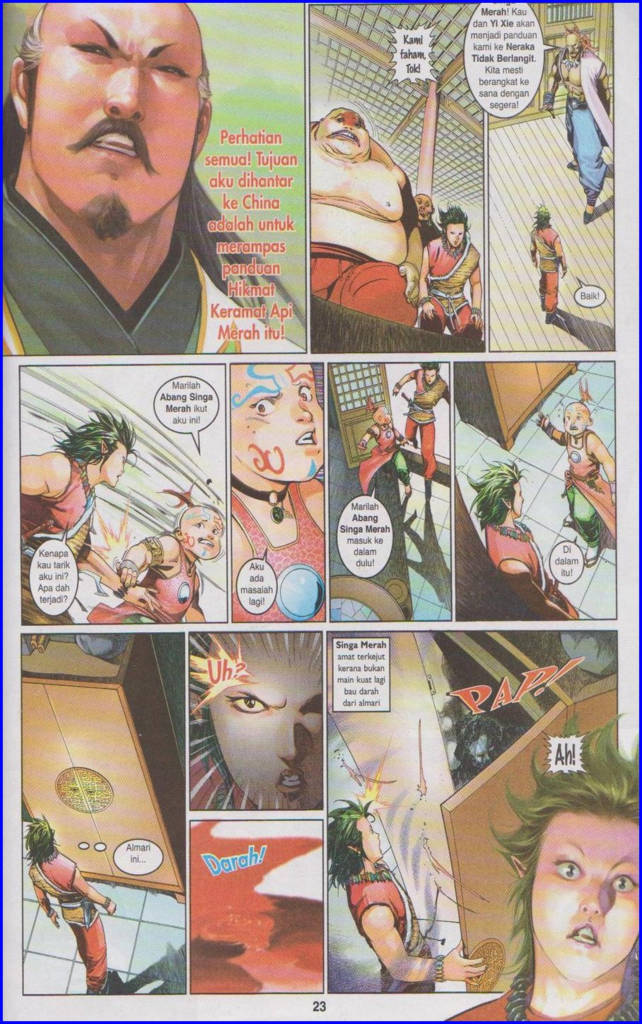 Perhatian
semua! Tujuan
aku dihantar
ke China
adalah untuk
merampas
panduan
Hikmat
Keramat Api
Merah itu!
Kami
faham,
Tok!
Merah! Kau
dan Yi Xie akan
menjadi panduan
kami ke Neraka
Tidak Berlangit.
Kita mesti
berangkat ke
sana dengan
segera!
Baik!
Marilah
Abang Singa
Merah ikut
aku ini!
Kenapa
kau tarik
aku ini?
Apa dah
terjadi?
Aku
ada
masaiah
lagi!
Marilah
Abang
Singa Merah
masuk ke
dalam
dulu!
Di
dalam
itu!
Almari
ini...
Uh?
Darah!
Singa Merah
amat terkejut
kerana bukan
main kuat lagi
bau darah
dari almari
PAP!
Ah!
23